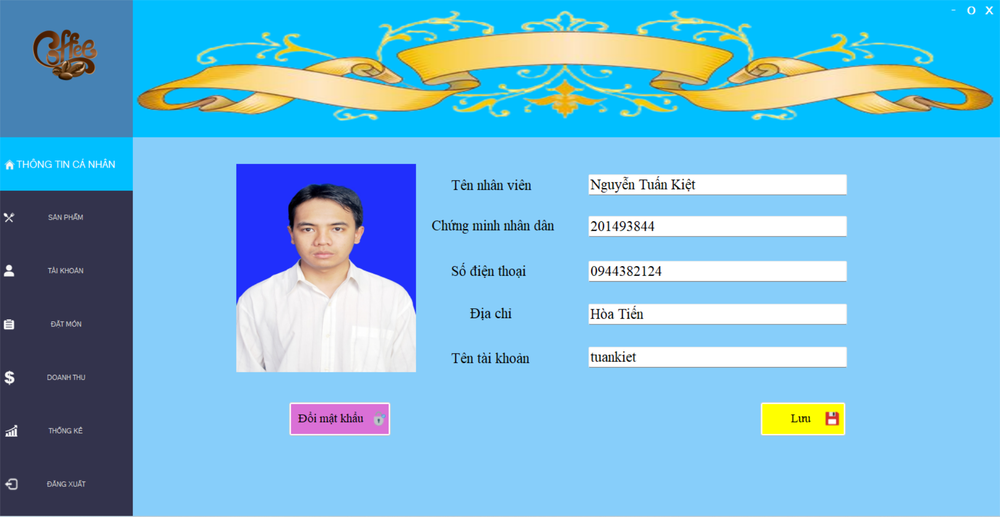 Coffee
- O X
THÔNG TIN CÁ NHÂN
SẢN PHẨM
TÀI KHOẢN
ĐẶT MÓN
DOANH THU
THỐNG KÊ
ĐĂNG XUẤT
Tên nhân viên
Nguyễn Tuấn Kiệt
Chứng minh nhân dân
201493844
Số điện thoại
0944382124
Địa chỉ
Hòa Tiến
Tên tài khoản
tuankiet
Đổi mật khẩu
Lưu